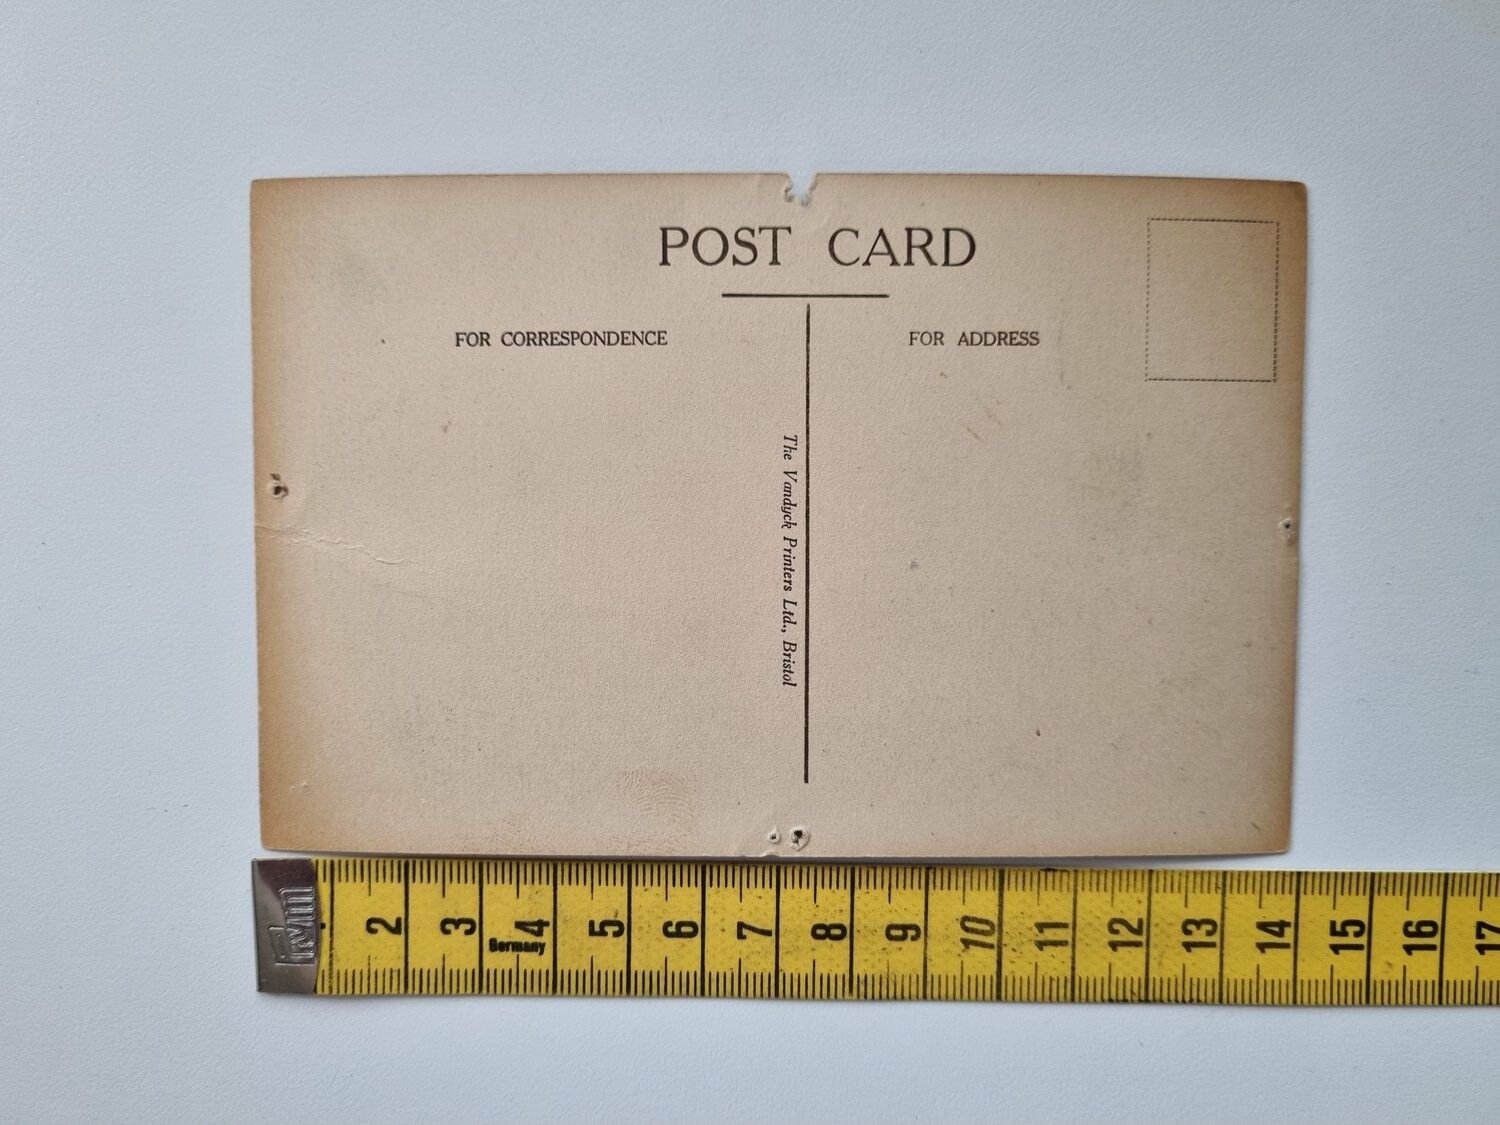 POST CARD
FOR CORRESPONDENCE
FOR ADDRESS
The Vandyck Printers Ltd., Bristol
Prym
2 3 4 5 6 7 8 9 10 11 12 13 14 15 16 17
Germany